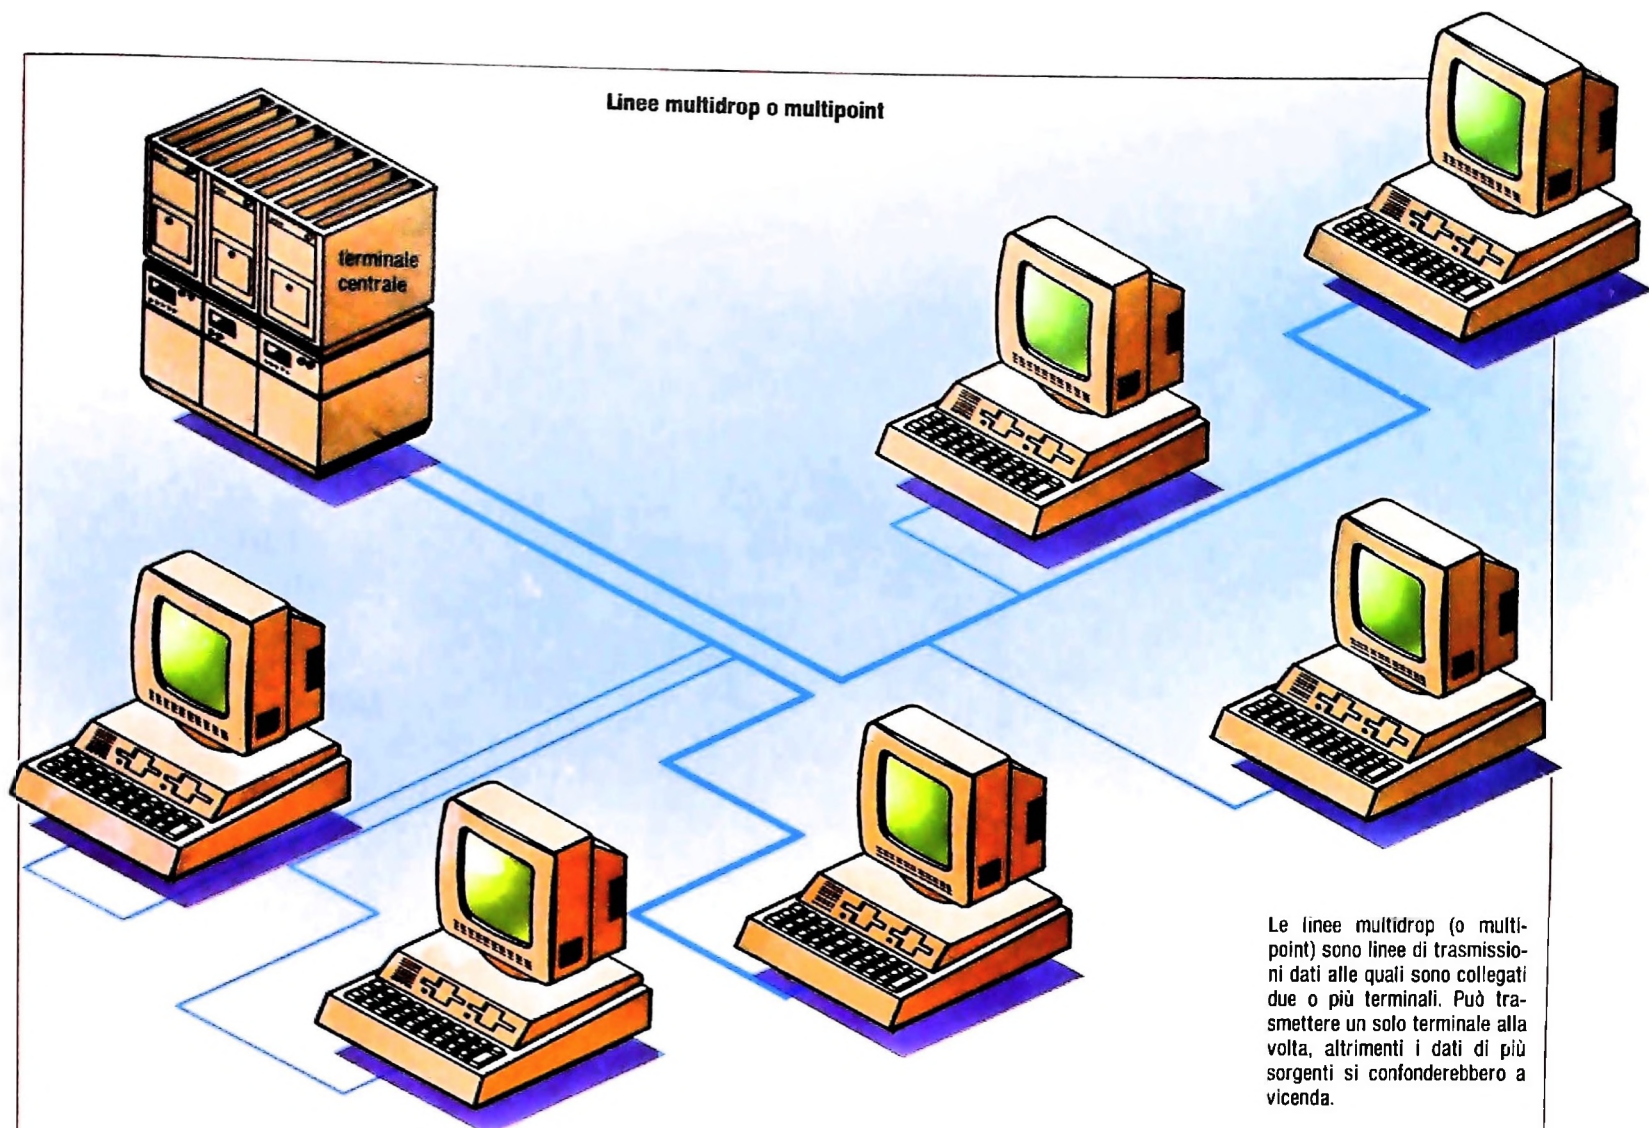 Linee multidrop o multipoint
terminale
centrale
Le linee multidrop (o multi-
point) sono linee di trasmissio-
ni dati alle quali sono collegati
due o più terminali. Può tra-
smettere un solo terminale alla
volta, altrimenti i dati di più
sorgenti si confonderebbero a
vicenda.